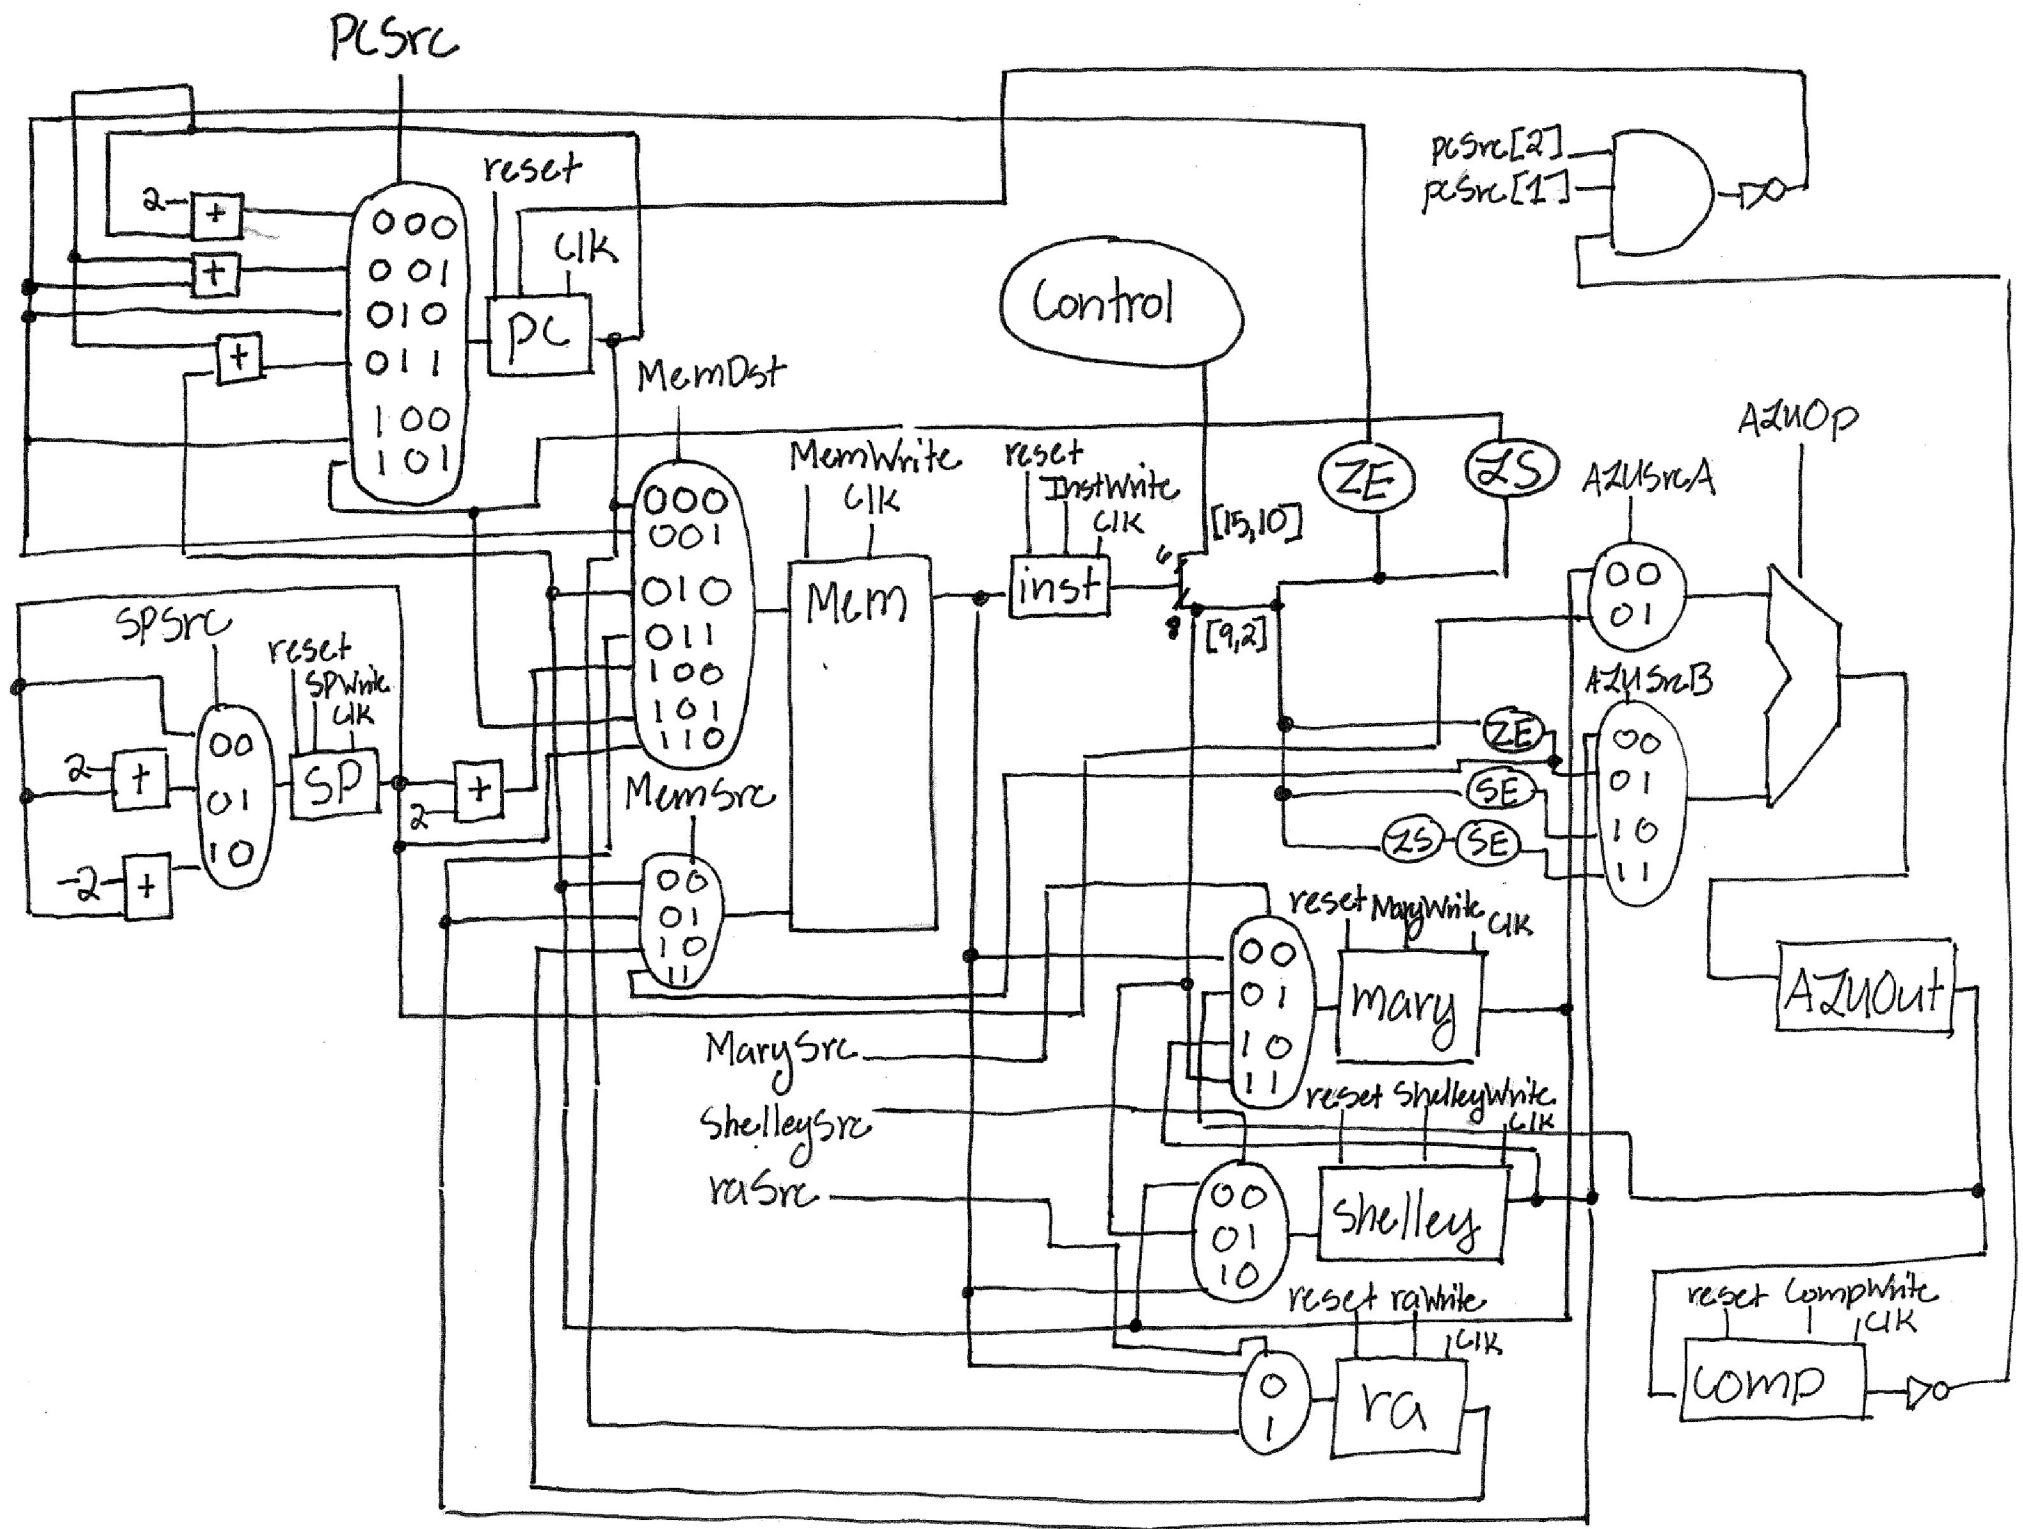 PCSrc
pcSrc[2]
pcSrc[1]
reset
clk
2
+
+
+
000
001
010
011
100
101
PC
Control
MemDst
MemWrite
clk
reset
InstWrite
clk
[15,10]
6
8
[9,2]
ZE
LS
ALUSrcA
ALUOp
000
001
010
011
100
101
110
Mem
inst
00
01
SPSrc
reset
SPWrite
clk
00
01
10
2
+
-2
+
SP
+
2
MemSrc
00
01
10
11
ALUSrcB
ZE
SE
LS
SE
00
01
10
11
reset MaryWrite clk
00
01
10
11
mary
ALUOut
MarySrc
ShelleySrc
raSrc
reset ShelleyWrite
clk
00
01
10
shelley
reset raWrite
clk
0
1
ra
reset CompWrite
clk
comp